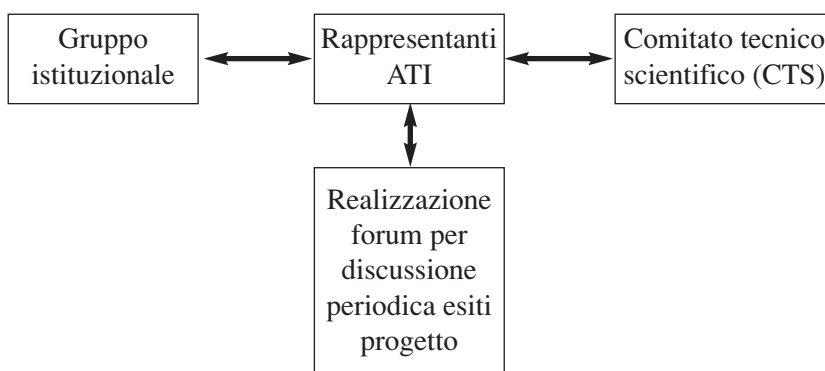 Gruppo
istituzionale
Rappresentanti
ATI
Comitato tecnico
scientifico (CTS)
Realizzazione
forum per
discussione
periodica esiti
progetto